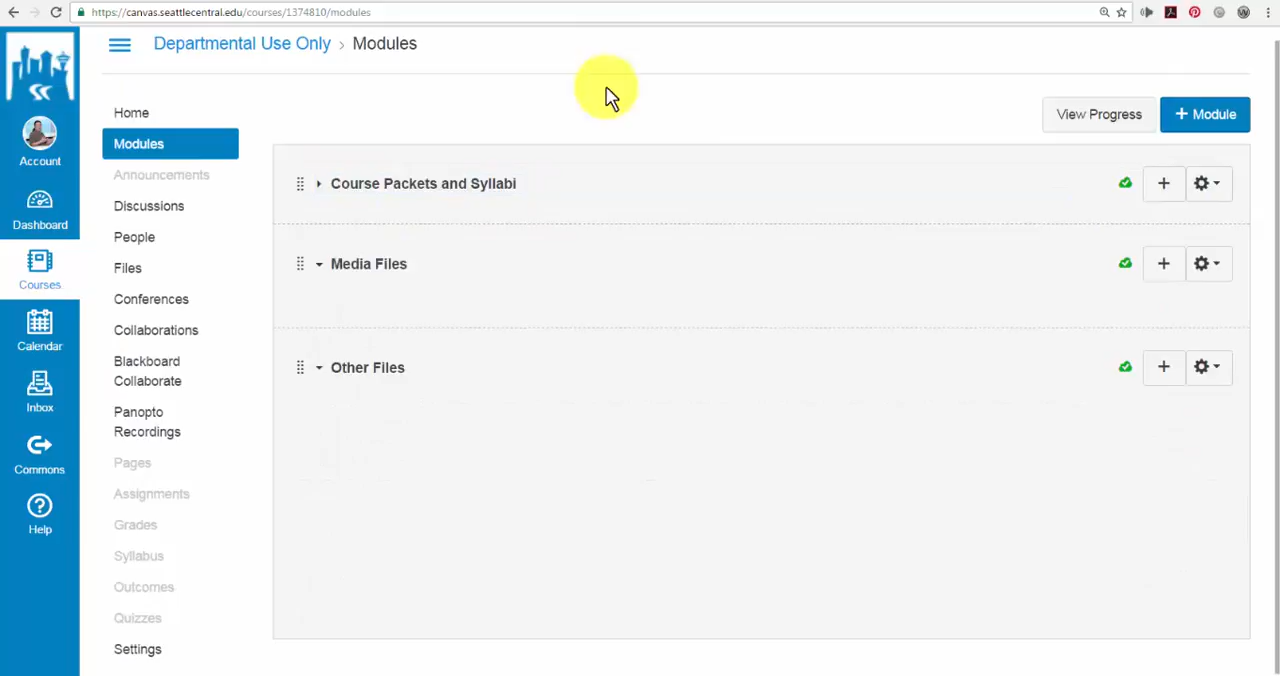 https://canvas.seattlecentral.edu/courses/1374810/modules
Departmental Use Only › Modules
Account
Dashboard
Courses
Calendar
Inbox
Commons
Help
Home
Modules
Announcements
Discussions
People
Files
Conferences
Collaborations
Blackboard
Collaborate
Panopto
Recordings
Pages
Assignments
Grades
Syllabus
Outcomes
Quizzes
Settings
View Progress
+ Module
Course Packets and Syllabi
Media Files
Other Files